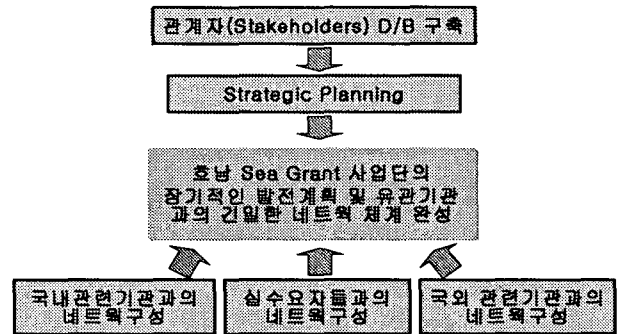 관계자(Stakeholders) D/B 구축
Strategic Planning
호남 Sea Grant 사업단의
장기적인 발전계획 및 유관기관
과의 긴밀한 네트웍 체계 완성
국내관련기관과의
네트웍구성
실수요자들과의
네트웍구성
국외 관련기관과의
네트웍구성